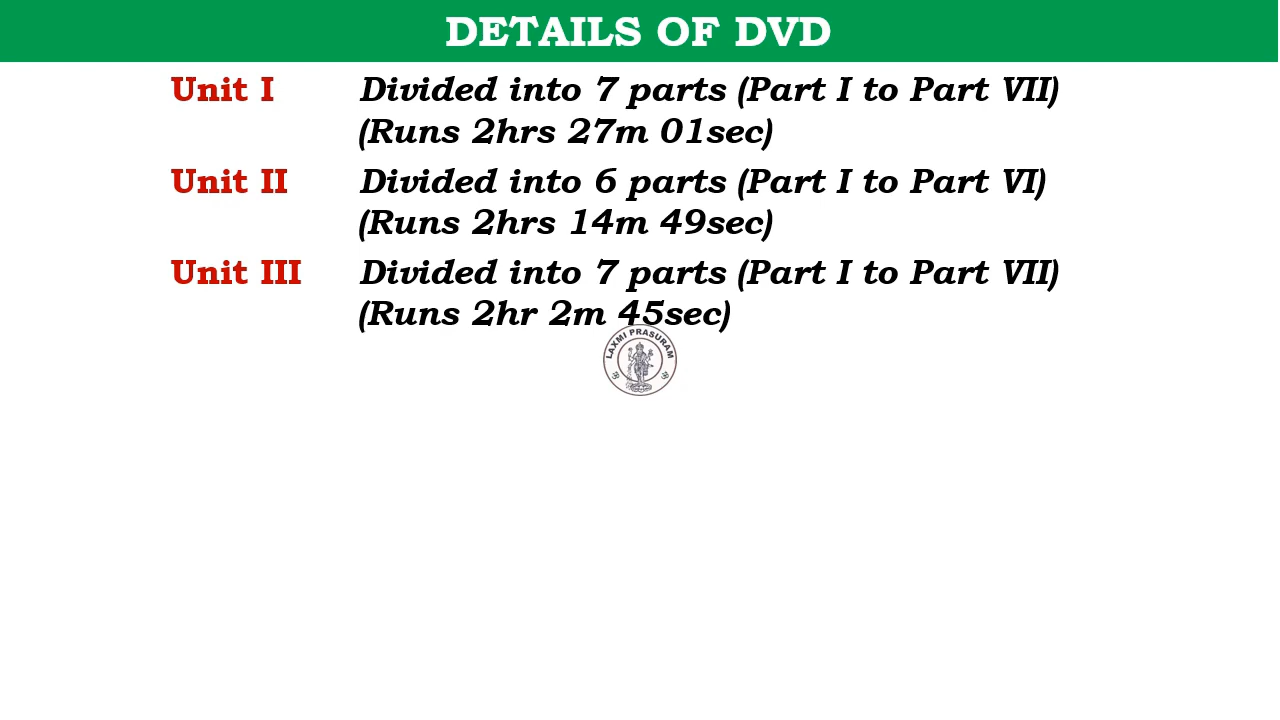 DETAILS OF DVD
Unit I Divided into 7 parts (Part I to Part VII)
(Runs 2hrs 27m 01sec)
Unit II Divided into 6 parts (Part I to Part VI)
(Runs 2hrs 14m 49sec)
Unit III Divided into 7 parts (Part I to Part VII)
(Runs 2hr 2m 45sec)
LAXMI PRASURAM